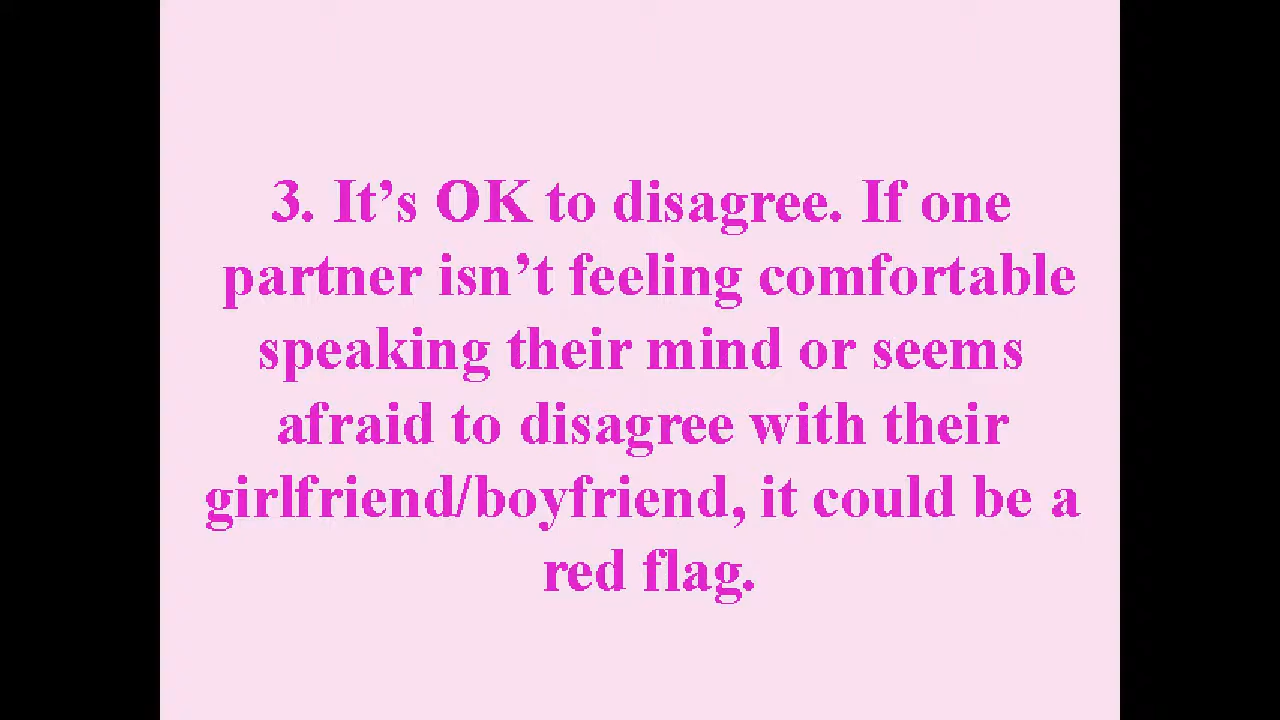 3. It’s OK to disagree. If one
partner isn’t feeling comfortable
speaking their mind or seems
afraid to disagree with their
girlfriend/boyfriend, it could be a
red flag.